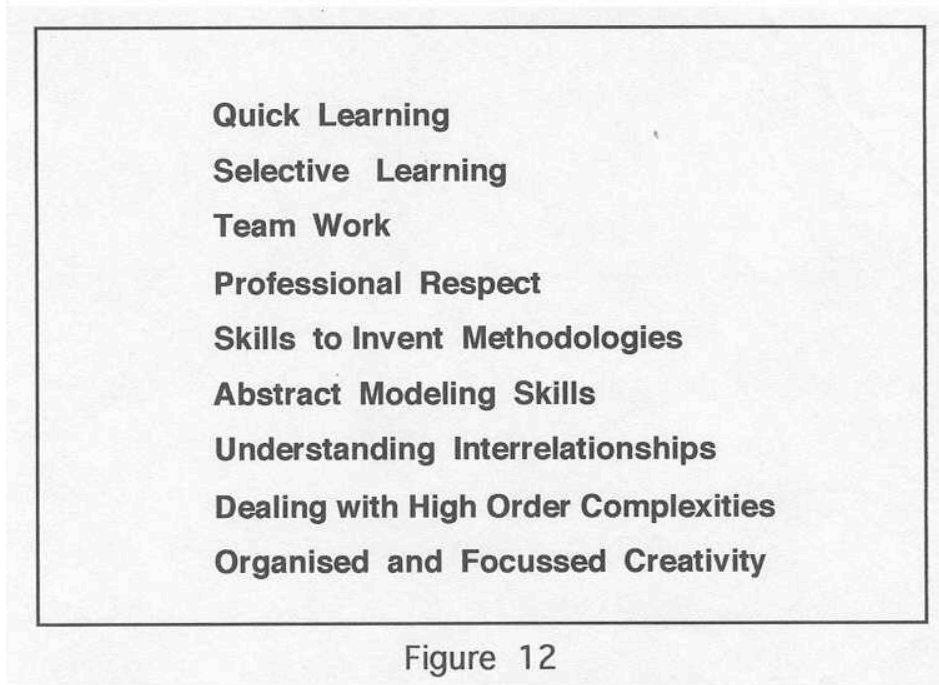 Quick Learning
Selective Learning
Team Work
Professional Respect
Skills to Invent Methodologies
Abstract Modeling Skills
Understanding Interrelationships
Dealing with High Order Complexities
Organised and Focussed Creativity
Figure 12